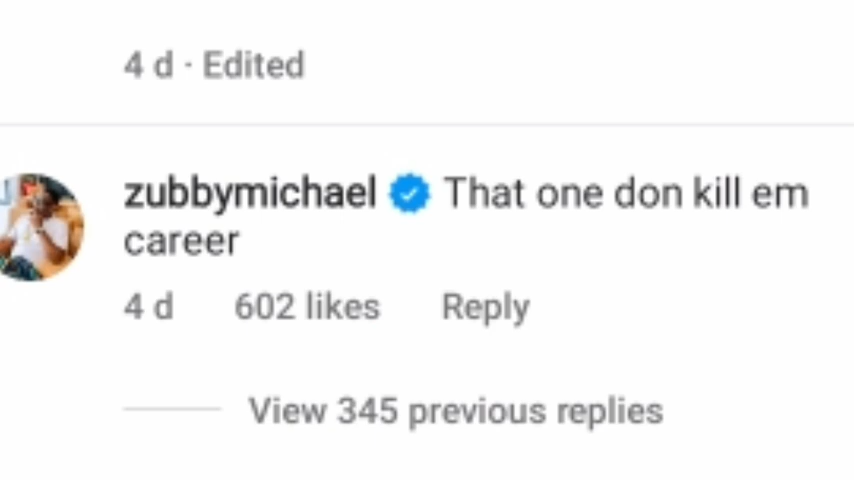 4 d · Edited
zubbymichael That one don kill em
career
4 d 602 likes Reply
View 345 previous replies